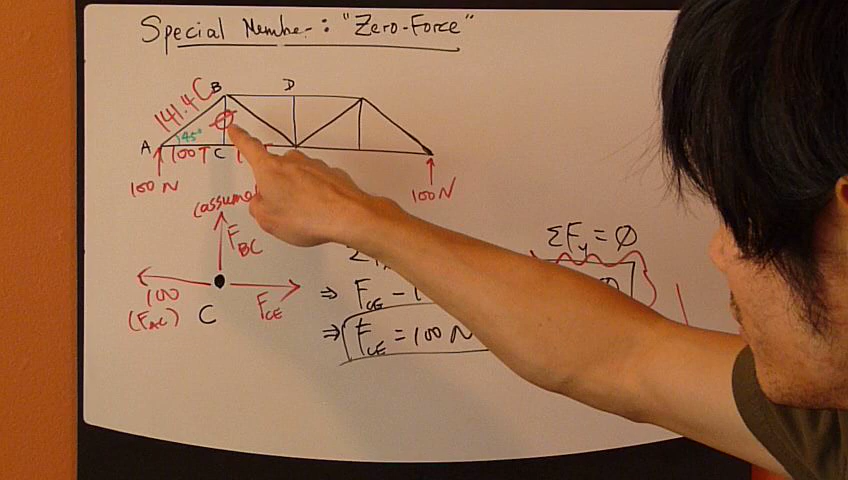 Special Member: "Zero-Force"
141.4 C
B
D
A
45°
100 T
C
100 N
100 N
(assume
F_BC
ΣF_y = 0
100
(F_AC)
C
F_CE
⇒ F_CE -
⇒ F_CE = 100 N